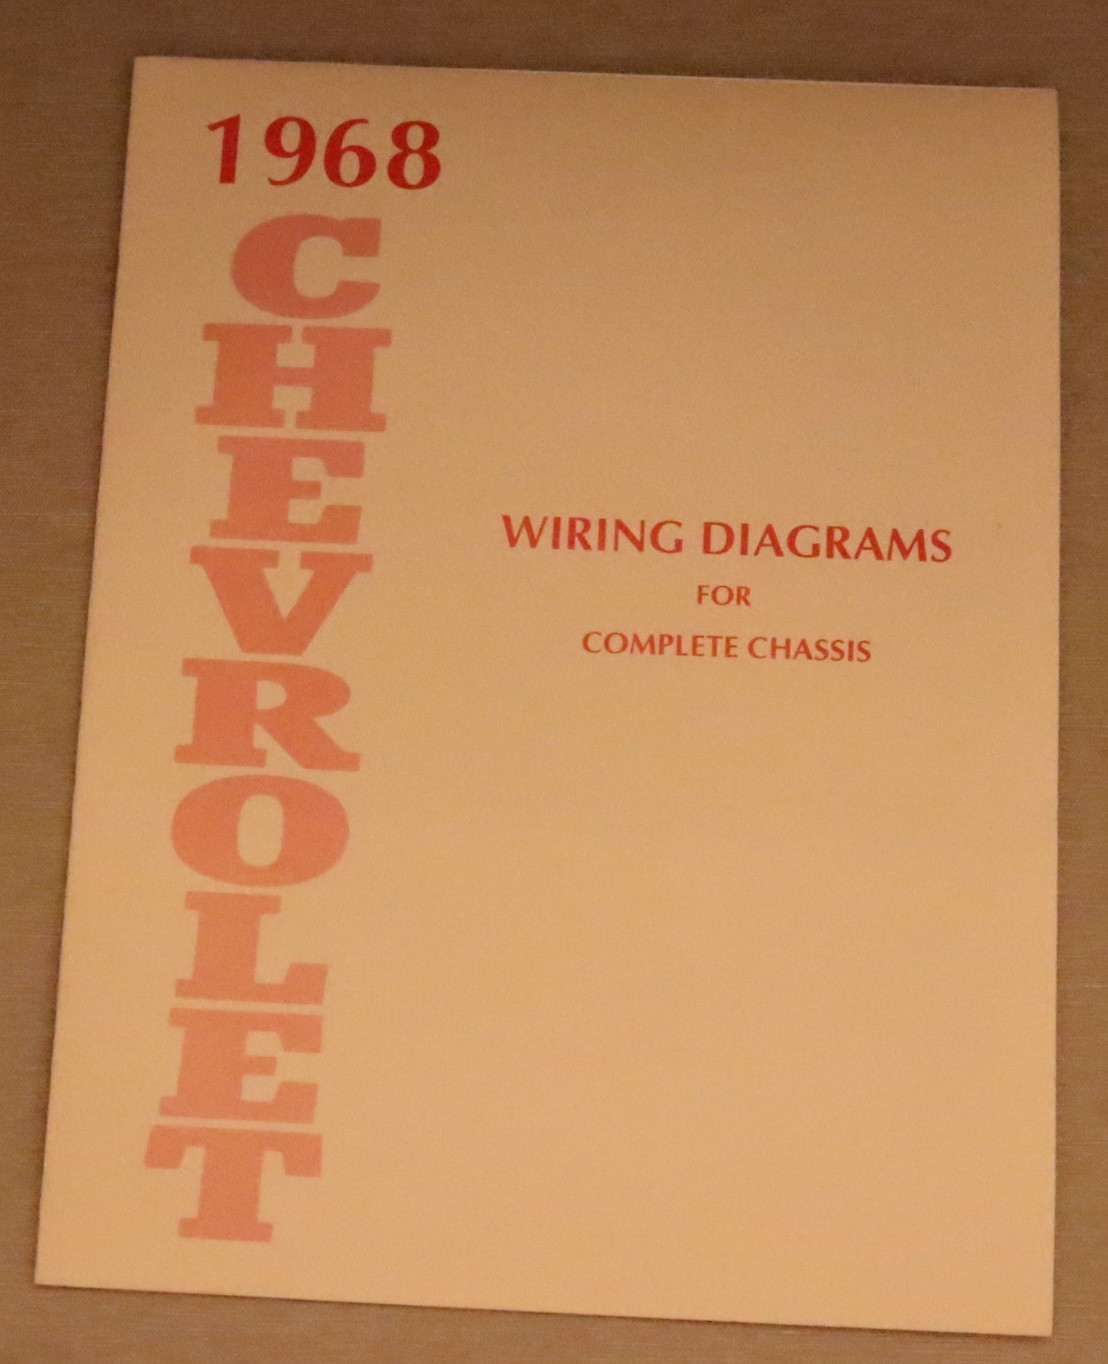 1968
CHEVROLET
WIRING DIAGRAMS
FOR
COMPLETE CHASSIS